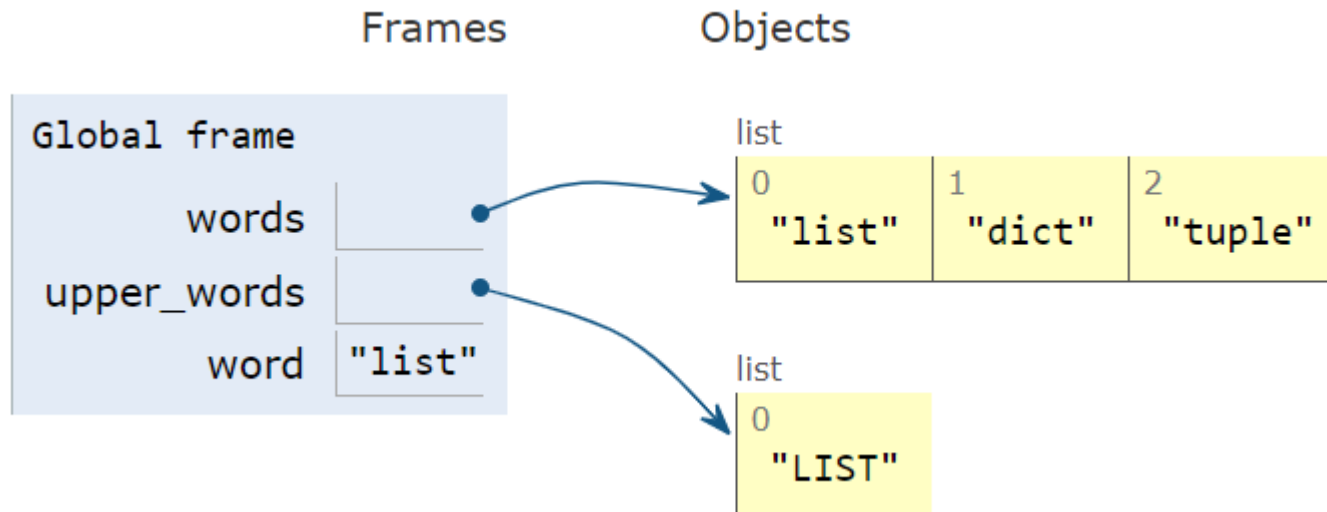 Frames Objects
Global frame
words
upper_words
word "list"
list
0 1 2
"list" "dict" "tuple"
list
0
"LIST"